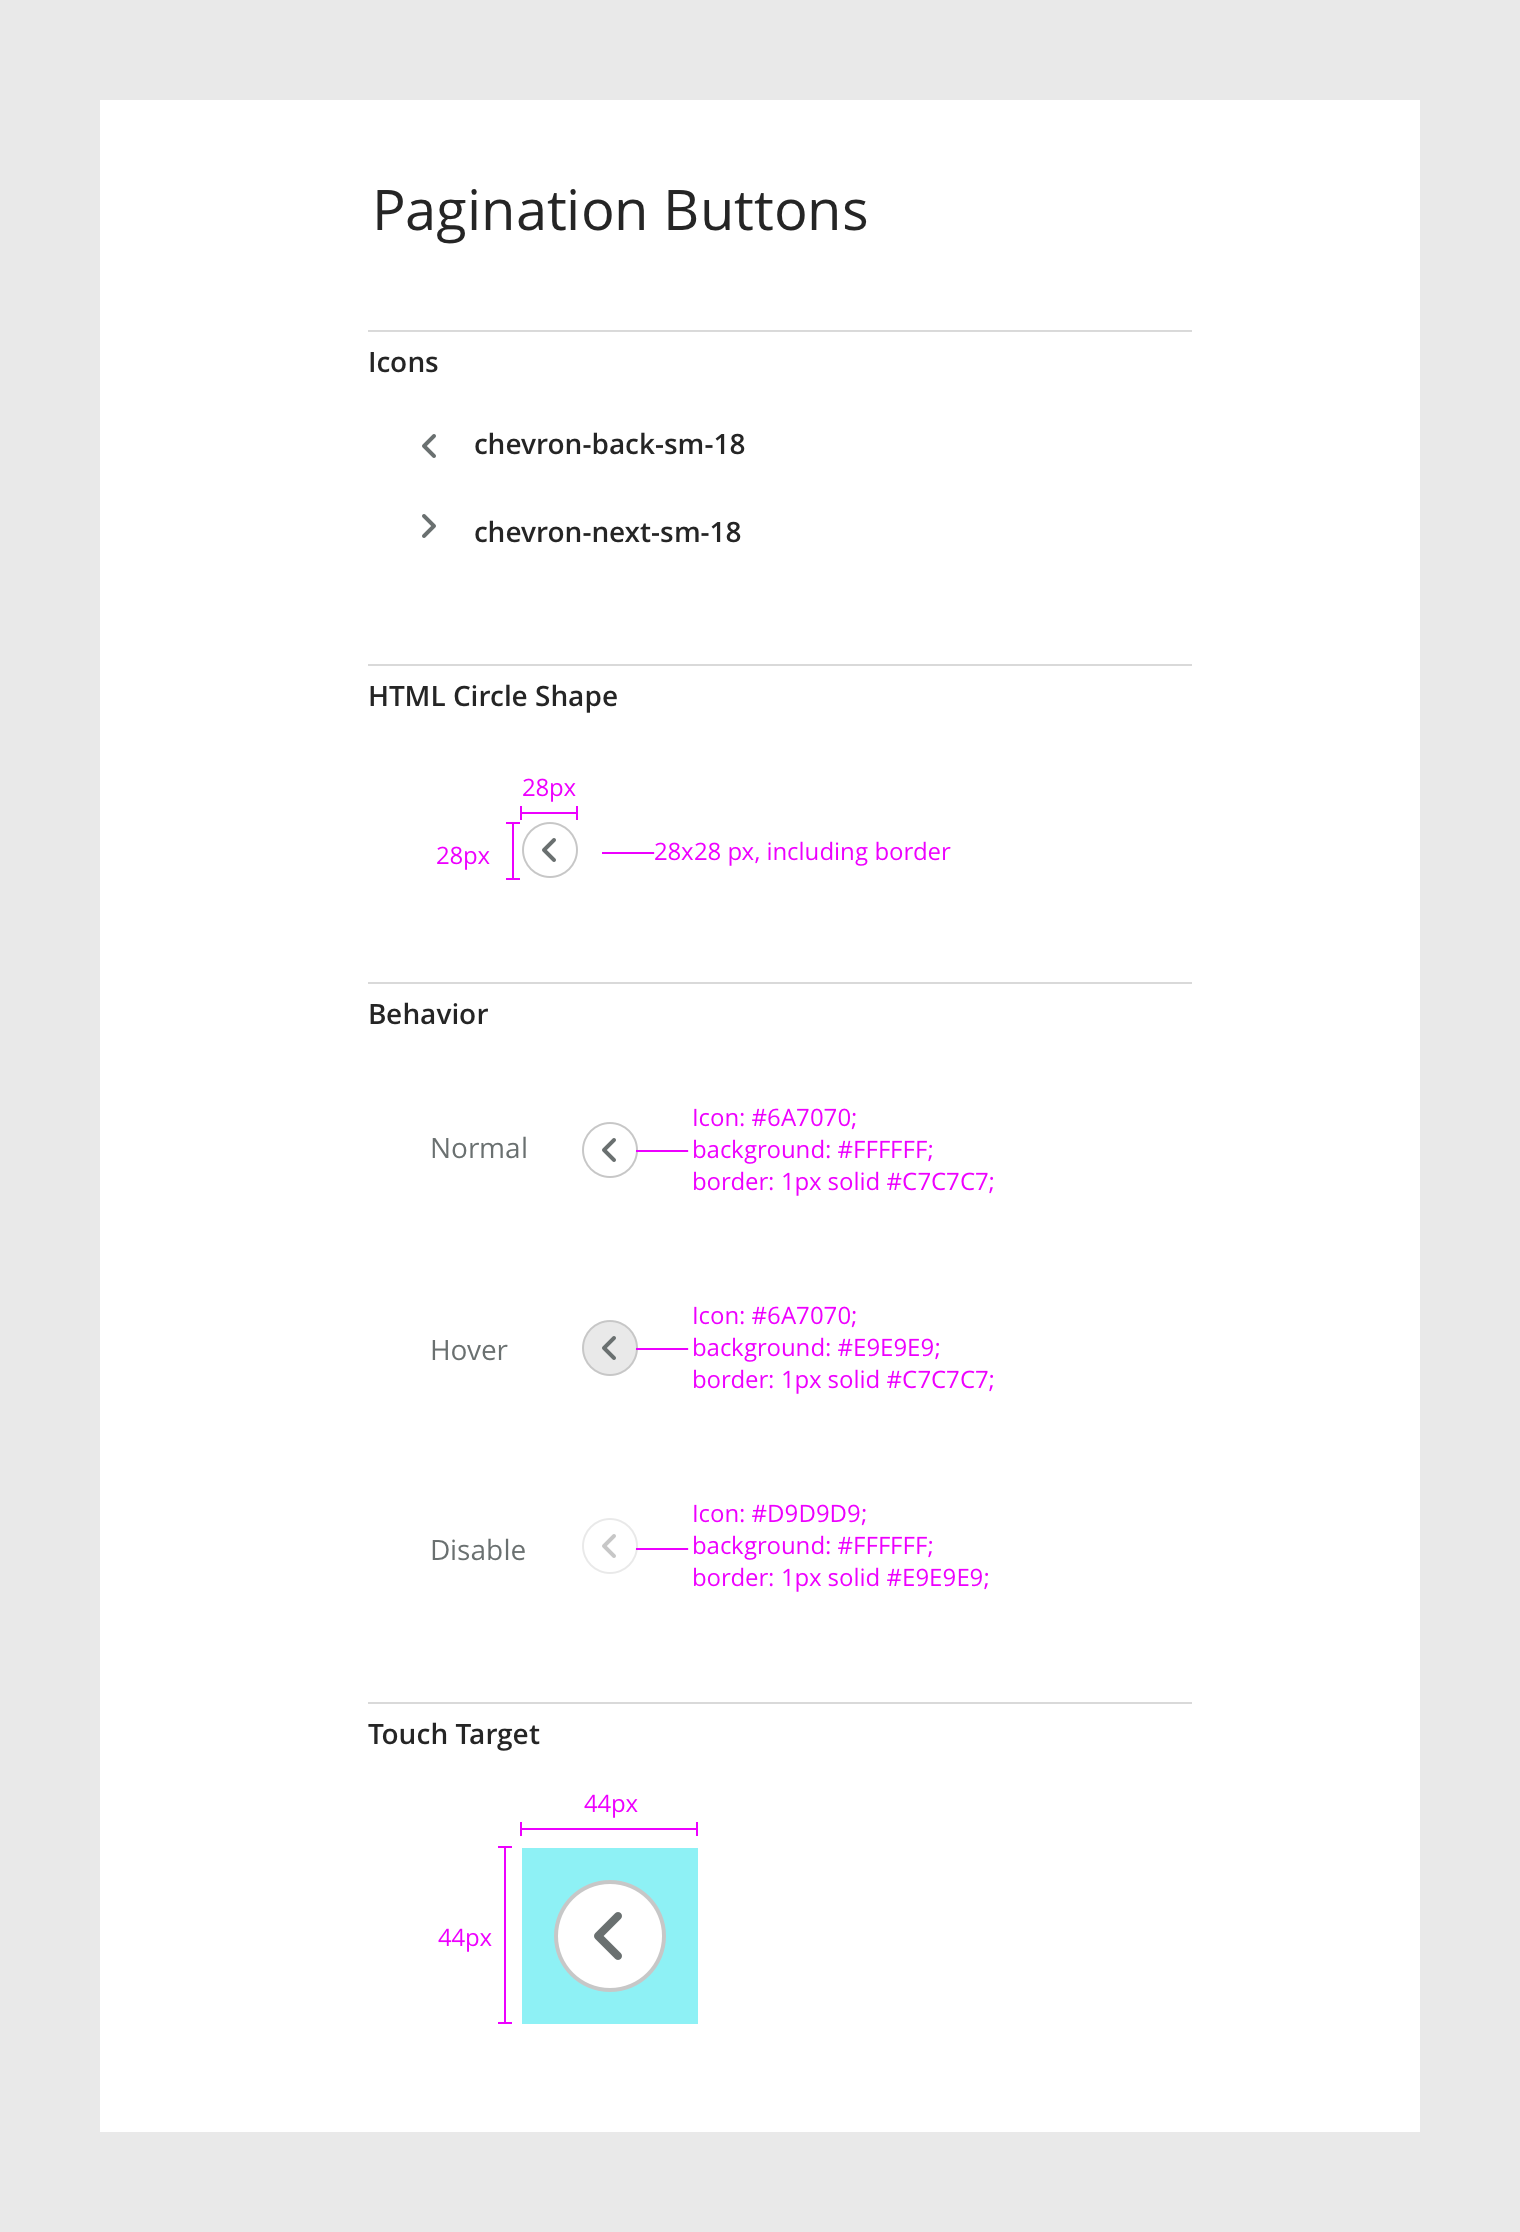 Pagination Buttons
Icons
chevron-back-sm-18
chevron-next-sm-18
HTML Circle Shape
28px
28px
28x28 px, including border
Behavior
Normal
Icon: #6A7070;
background: #FFFFFF;
border: 1px solid #C7C7C7;
Hover
Icon: #6A7070;
background: #E9E9E9;
border: 1px solid #C7C7C7;
Disable
Icon: #D9D9D9;
background: #FFFFFF;
border: 1px solid #E9E9E9;
Touch Target
44px
44px